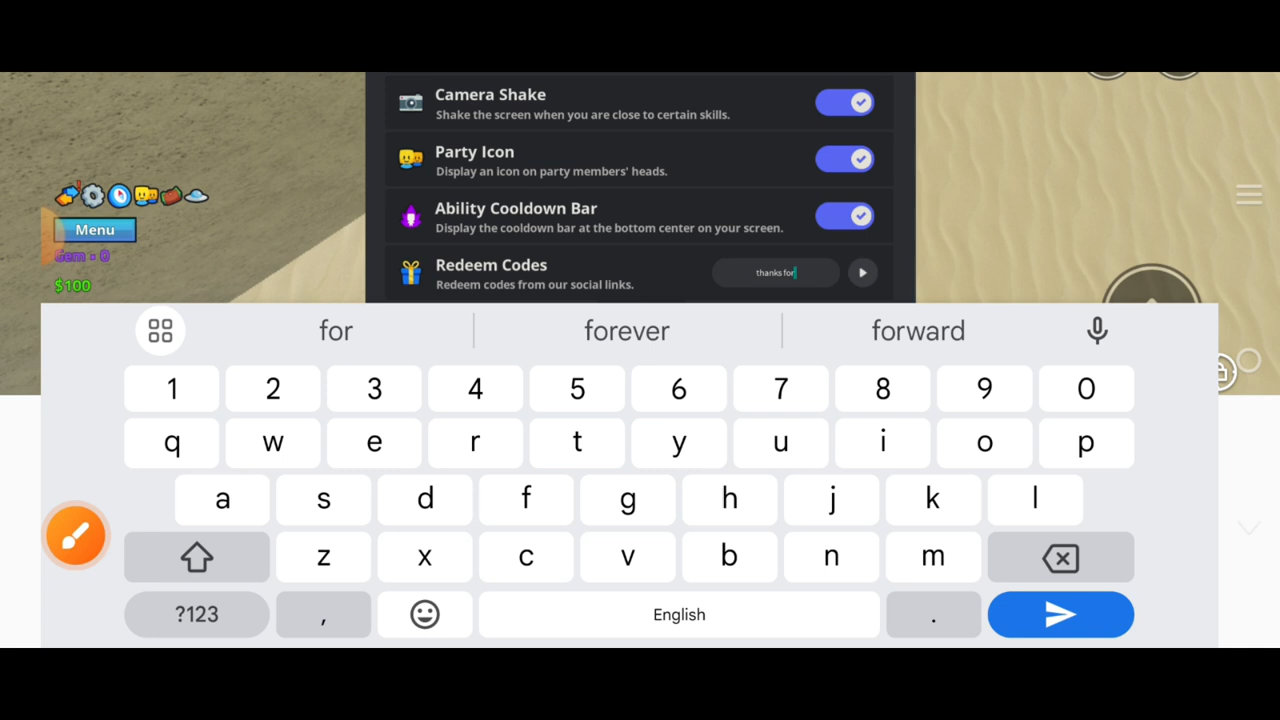 Camera Shake
Shake the screen when you are close to certain skills.
Party Icon
Display an icon on party members' heads.
Ability Cooldown Bar
Display the cooldown bar at the bottom center on your screen.
Menu
Gem • 0
$100
Redeem Codes
Redeem codes from our social links.
thanks for
for forever forward
1 2 3 4 5 6 7 8 9 0
q w e r t y u i o p
a s d f g h j k l
z x c v b n m
?123 , English .